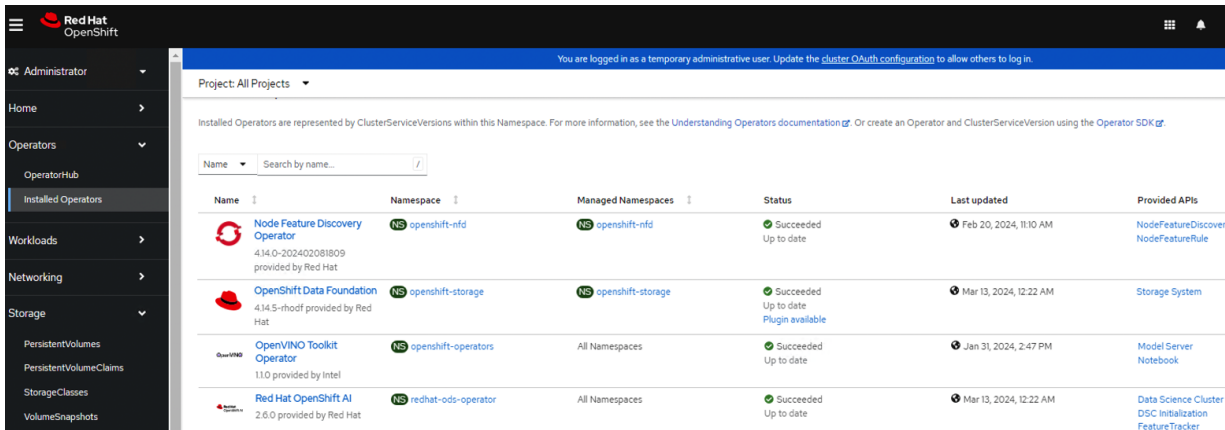 Red Hat
OpenShift
You are logged in as a temporary administrative user. Update the cluster OAuth configuration to allow others to log in.
Administrator
Home
Operators
OperatorHub
Installed Operators
Workloads
Networking
Storage
PersistentVolumes
PersistentVolumeClaims
StorageClasses
VolumeSnapshots
Project: All Projects
Installed Operators are represented by ClusterServiceVersions within this Namespace. For more information, see the Understanding Operators documentation. Or create an Operator and ClusterServiceVersion using the Operator SDK.
Name Search by name... /
Name Namespace Managed Namespaces Status Last updated Provided APIs
Node Feature Discovery NS openshift-nfd NS openshift-nfd Succeeded Feb 20, 2024, 11:10 AM NodeFeatureDiscover
Operator Up to date NodeFeatureRule
4.14.0-202402081809
provided by Red Hat
OpenShift Data Foundation NS openshift-storage NS openshift-storage Succeeded Mar 13, 2024, 12:22 AM Storage System
4.14.5-rhodf provided by Red Up to date
Hat Plugin available
OpenVINO OpenVINO Toolkit NS openshift-operators All Namespaces Succeeded Jan 31, 2024, 2:47 PM Model Server
Operator Up to date Notebook
1.1.0 provided by Intel
Red Hat OpenShift AI NS redhat-ods-operator All Namespaces Succeeded Mar 13, 2024, 12:22 AM Data Science Cluster
2.6.0 provided by Red Hat Up to date DSC Initialization
FeatureTracker